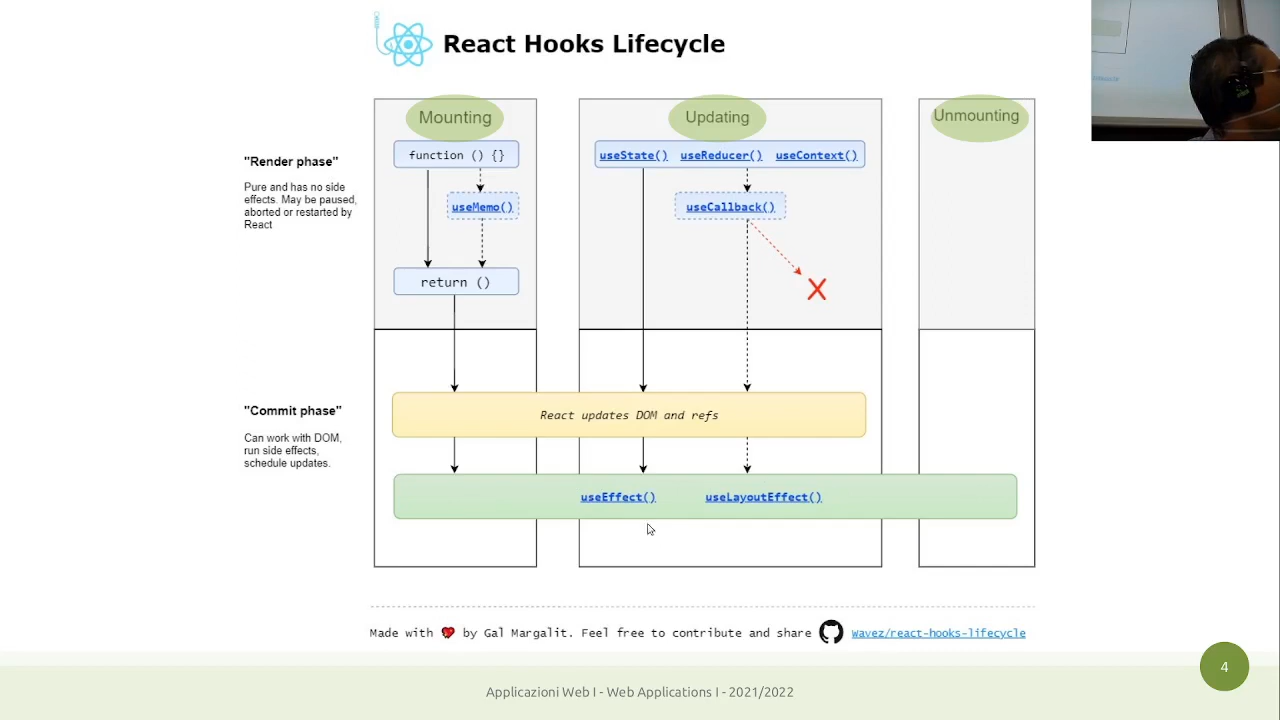 React Hooks Lifecycle
Mounting
Updating
Unmounting
"Render phase"
Pure and has no side
effects. May be paused,
aborted or restarted by
React
function () {}
useMemo()
return ()
useState() useReducer() useContext()
useCallback()
X
"Commit phase"
Can work with DOM,
run side effects,
schedule updates.
React updates DOM and refs
useEffect() useLayoutEffect()
Made with by Gal Margalit. Feel free to contribute and share Wavez/react-hooks-lifecycle
4
Applicazioni Web I - Web Applications I - 2021/2022